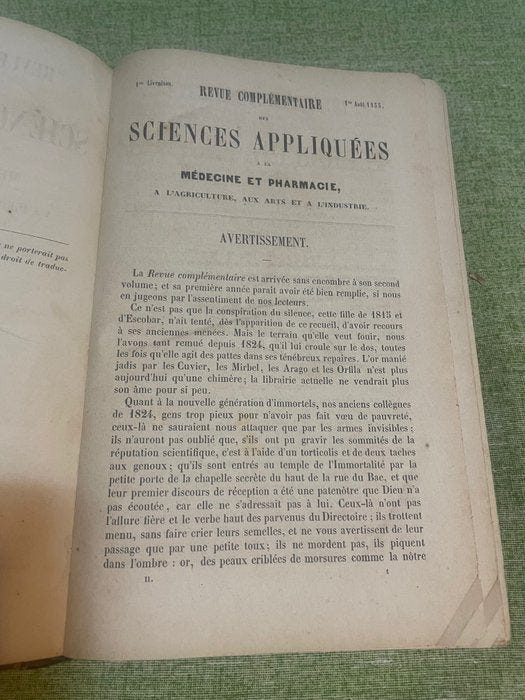 REVUE
SCIENC
ne porterait pas
droit de traduc-
1re Livraison.
1er Août 1855.
REVUE COMPLÉMENTAIRE
DES
SCIENCES APPLIQUÉES
A LA
MÉDECINE ET PHARMACIE,
A L'AGRICULTURE, AUX ARTS ET A L'INDUSTRIE.
AVERTISSEMENT.
La Revue complémentaire est arrivée sans encombre à son second
volume; et sa première année paraît avoir été bien remplie, si nous
en jugeons par l'assentiment de nos lecteurs.
Ce n'est pas que la conspiration du silence, cette fille de 1815 et
d'Escobar, n'ait tenté, dès l'apparition de ce recueil, d'avoir recours
à ses anciennes menées. Mais le terrain qu'elle veut fouir, nous
l'avons tant remué depuis 1824, qu'il lui croule sur le dos, toutes
les fois qu'elle agit des pattes dans ses ténébreux repaires. L'or manié
jadis par les Cuvier, les Mirbel, les Arago et les Orfila n'est plus
aujourd'hui qu'une chimère; la librairie actuelle ne vendrait plus
son âme pour si peu.
Quant à la nouvelle génération d'immortels, nos anciens collègues
de 1824, gens trop pieux pour n'avoir pas fait vœu de pauvreté,
ceux-là ne sauraient nous attaquer que par les armes invisibles;
ils n'auront pas oublié que, s'ils ont pu gravir les sommités de la
réputation scientifique, c'est à l'aide d'un torticolis et de deux taches
aux genoux; qu'ils sont entrés au temple de l'Immortalité par la
petite porte de la chapelle secrète du haut de la rue du Bac, et que
leur premier discours de réception a été une patenôtre que Dieu n'a
pas écoutée, car elle ne s'adressait pas à lui. Ceux-là n'ont pas
l'allure fière et le verbe haut des parvenus du Directoire; ils trottent
menu, sans faire crier leurs semelles, et ne vous avertissent de leur
passage que par une petite toux; ils ne mordent pas, ils piquent
dans l'ombre: or, des peaux criblées de morsures comme la nôtre
II. 1